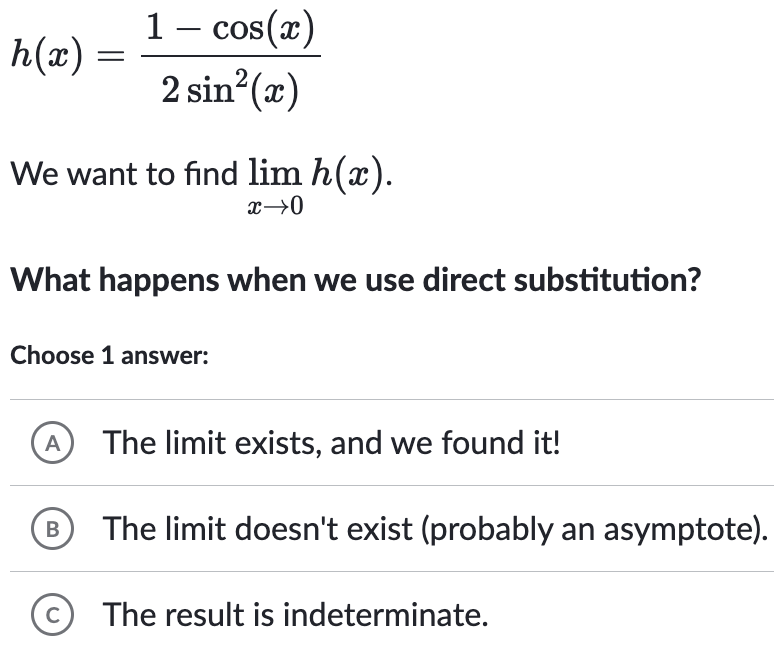 h(x) = \frac{1 - \cos(x)}{2 \sin^2(x)}
We want to find \lim_{x \to 0} h(x).
What happens when we use direct substitution?
Choose 1 answer:
A The limit exists, and we found it!
B The limit doesn't exist (probably an asymptote).
C The result is indeterminate.